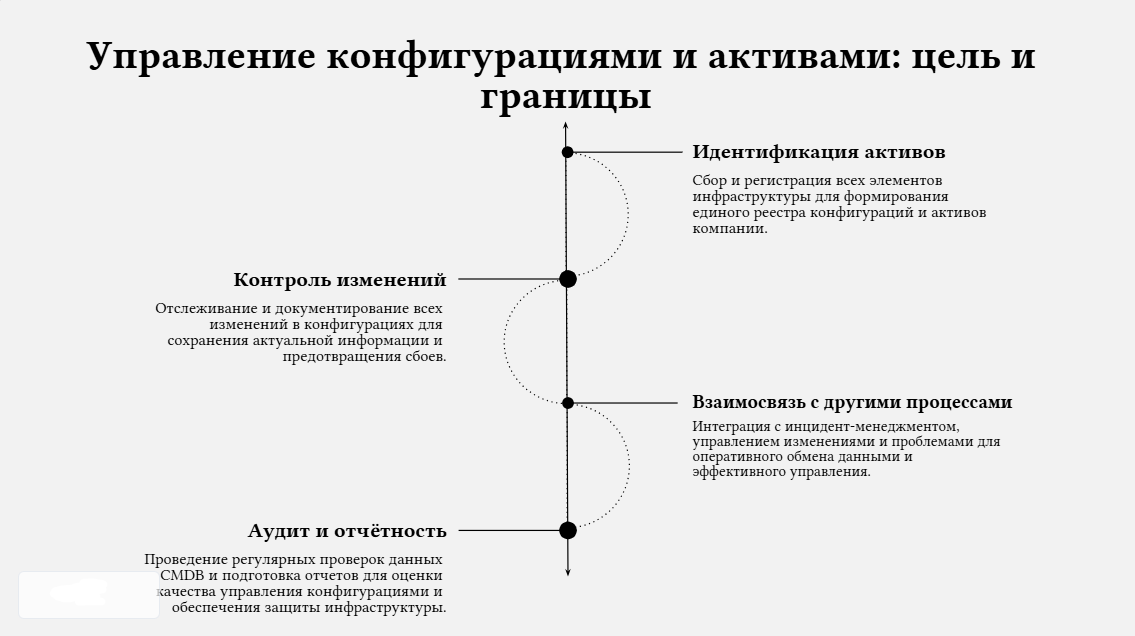 Управление конфигурациями и активами: цель и
границы
Идентификация активов
Сбор и регистрация всех элементов
инфраструктуры для формирования
единого реестра конфигураций и активов
компании.
Контроль изменений
Отслеживание и документирование всех
изменений в конфигурациях для
сохранения актуальной информации и
предотвращения сбоев.
Взаимосвязь с другими процессами
Интеграция с инцидент-менеджментом,
управлением изменениями и проблемами для
оперативного обмена данными и
эффективного управления.
Аудит и отчётность
Проведение регулярных проверок данных
CMDB и подготовка отчетов для оценки
качества управления конфигурациями и
обеспечения защиты инфраструктуры.